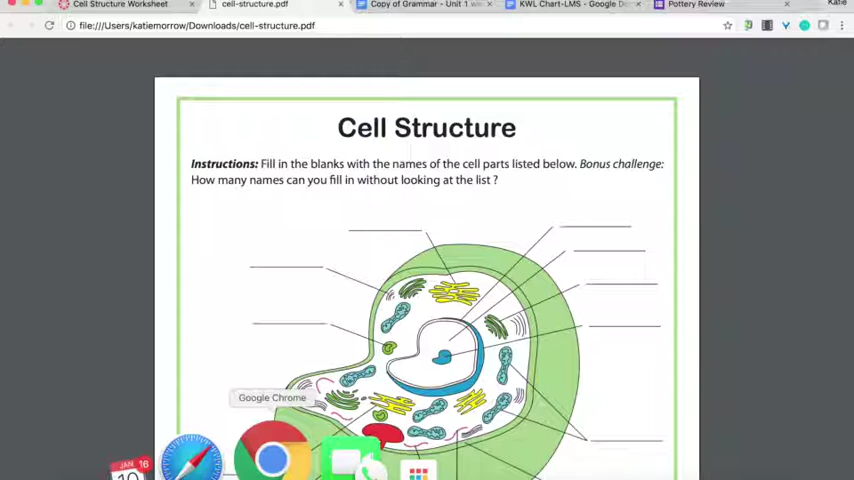 Cell Structure Worksheet
cell-structure.pdf
Copy of Grammar - Unit 1 w
KWL Chart-LMS - Google De
Pottery Review
Katie
file:///Users/katiemorrow/Downloads/cell-structure.pdf
Cell Structure
Instructions: Fill in the blanks with the names of the cell parts listed below. Bonus challenge:
How many names can you fill in without looking at the list ?
Google Chrome
JAN
16